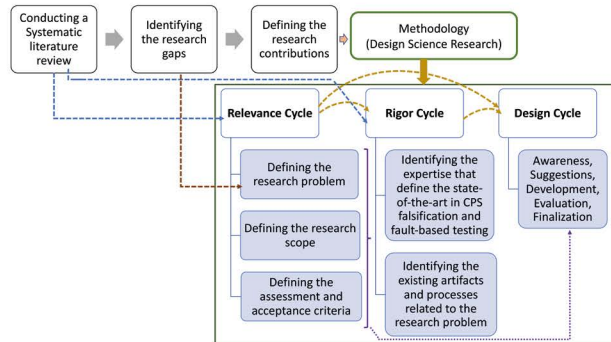 Conducting a
Systematic
literature
review
Identifying
the research
gaps
Defining the
research
contributions
Methodology
(Design Science Research)
Relevance Cycle
Rigor Cycle
Design Cycle
Defining the
research problem
Defining the research
scope
Defining the
assessment and
acceptance criteria
Identifying the
expertise that
define the state-
of-the-art in CPS
falsification and
fault-based testing
Identifying the
existing artifacts
and processes
related to the
research problem
Awareness,
Suggestions,
Development,
Evaluation,
Finalization